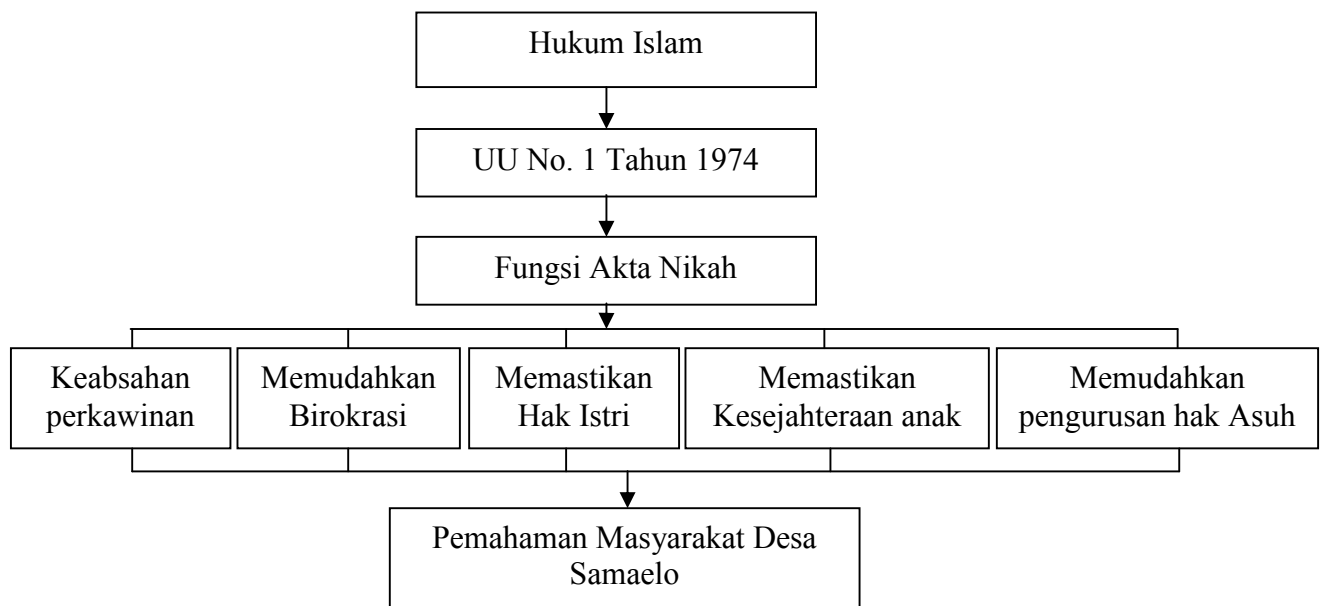 Hukum Islam
UU No. 1 Tahun 1974
Fungsi Akta Nikah
Keabsahan
perkawinan
Memudahkan
Birokrasi
Memastikan
Hak Istri
Memastikan
Kesejahteraan anak
Memudahkan
pengurusan hak Asuh
Pemahaman Masyarakat Desa
Samaelo